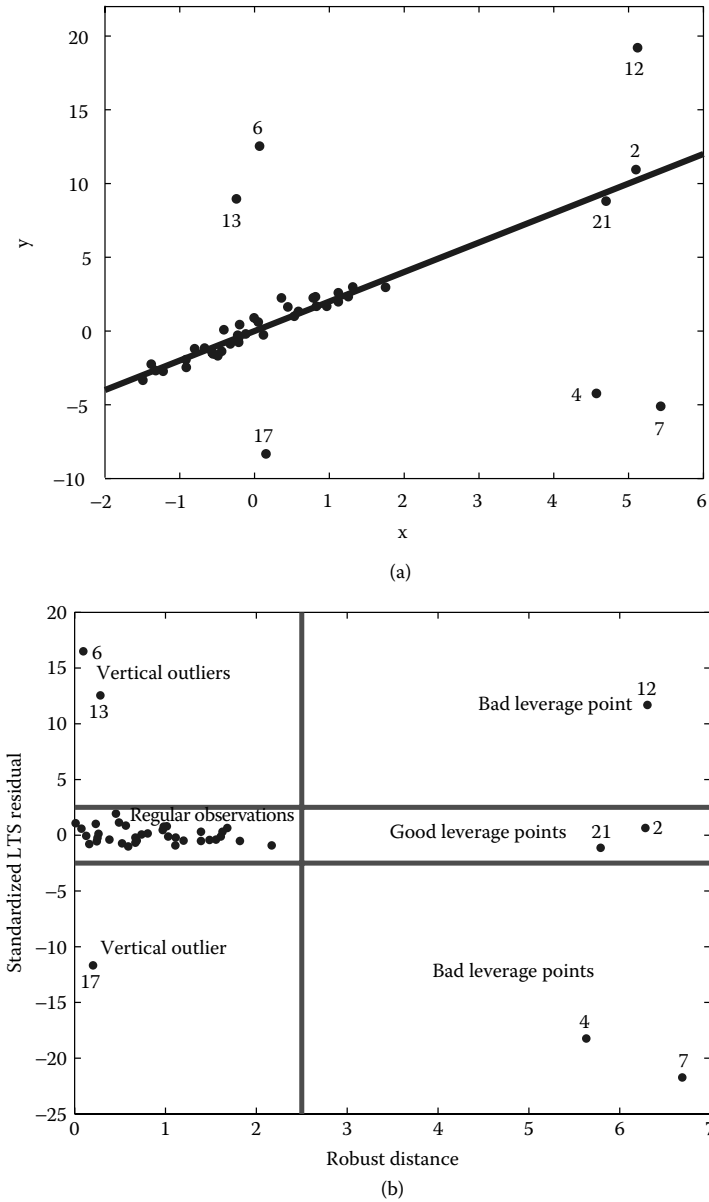 20
12
15
6
2
10
13
21
y
5
0
−5
4
7
17
−10
−2 −1 0 1 2 3 4 5 6
x
(a)
20
6
15
Vertical outliers
12
13
Bad leverage point
10
5
Regular observations
Good leverage points
21
2
0
Standardized LTS residual
−5
Vertical outlier
−10
17
Bad leverage points
−15
4
−20
7
−25
0 1 2 3 4 5 6 7
Robust distance
(b)